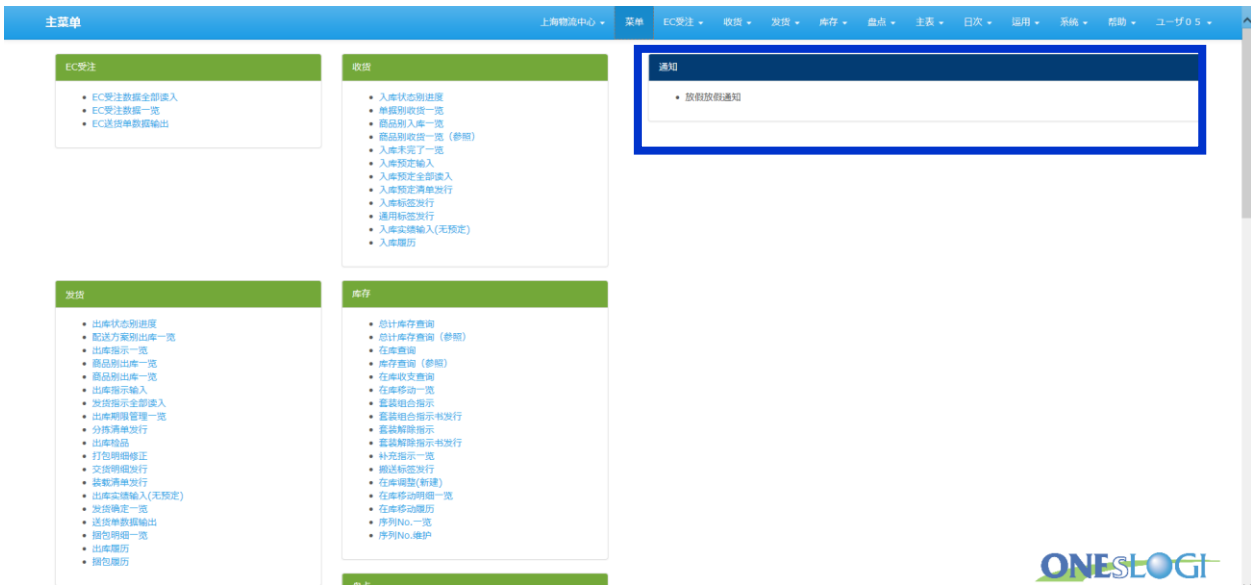 主菜单
上海物流中心
菜单
EC受注
收货
发货
库存
盘点
主表
日次
运用
系统
帮助
ユーザ05
EC受注
EC受注数据全部读入
EC受注数据一览
EC送货单数据输出
收货
入库状态别进度
单据别收货一览
商品别入库一览
商品别收货一览（参照）
入库未完了一览
入库预定输入
入库预定全部读入
入库预定清单发行
入库标签发行
通用标签发行
入库实绩输入(无预定)
入库履历
通知
放假放假通知
发货
出库状态别进度
配送方案别出库一览
出库指示一览
商品别出库一览
商品别出库一览
出库指示输入
发货指示全部读入
出库期限管理一览
分拣清单发行
出库检品
打包明细修正
交货明细发行
装载清单发行
出库实绩输入(无预定)
发货确定一览
送货单数据输出
捆包明细一览
出库履历
捆包履历
库存
总计库存查询
总计库存查询（参照）
在库查询
库存查询（参照）
在库收支查询
在库移动一览
套装组合指示
套装组合指示书发行
套装解除指示
套装解除指示书发行
补充指示一览
搬送标签发行
在库调整(新建)
在库移动明细一览
在库移动履历
序列No.一览
序列No.维护
ONEsLOGI